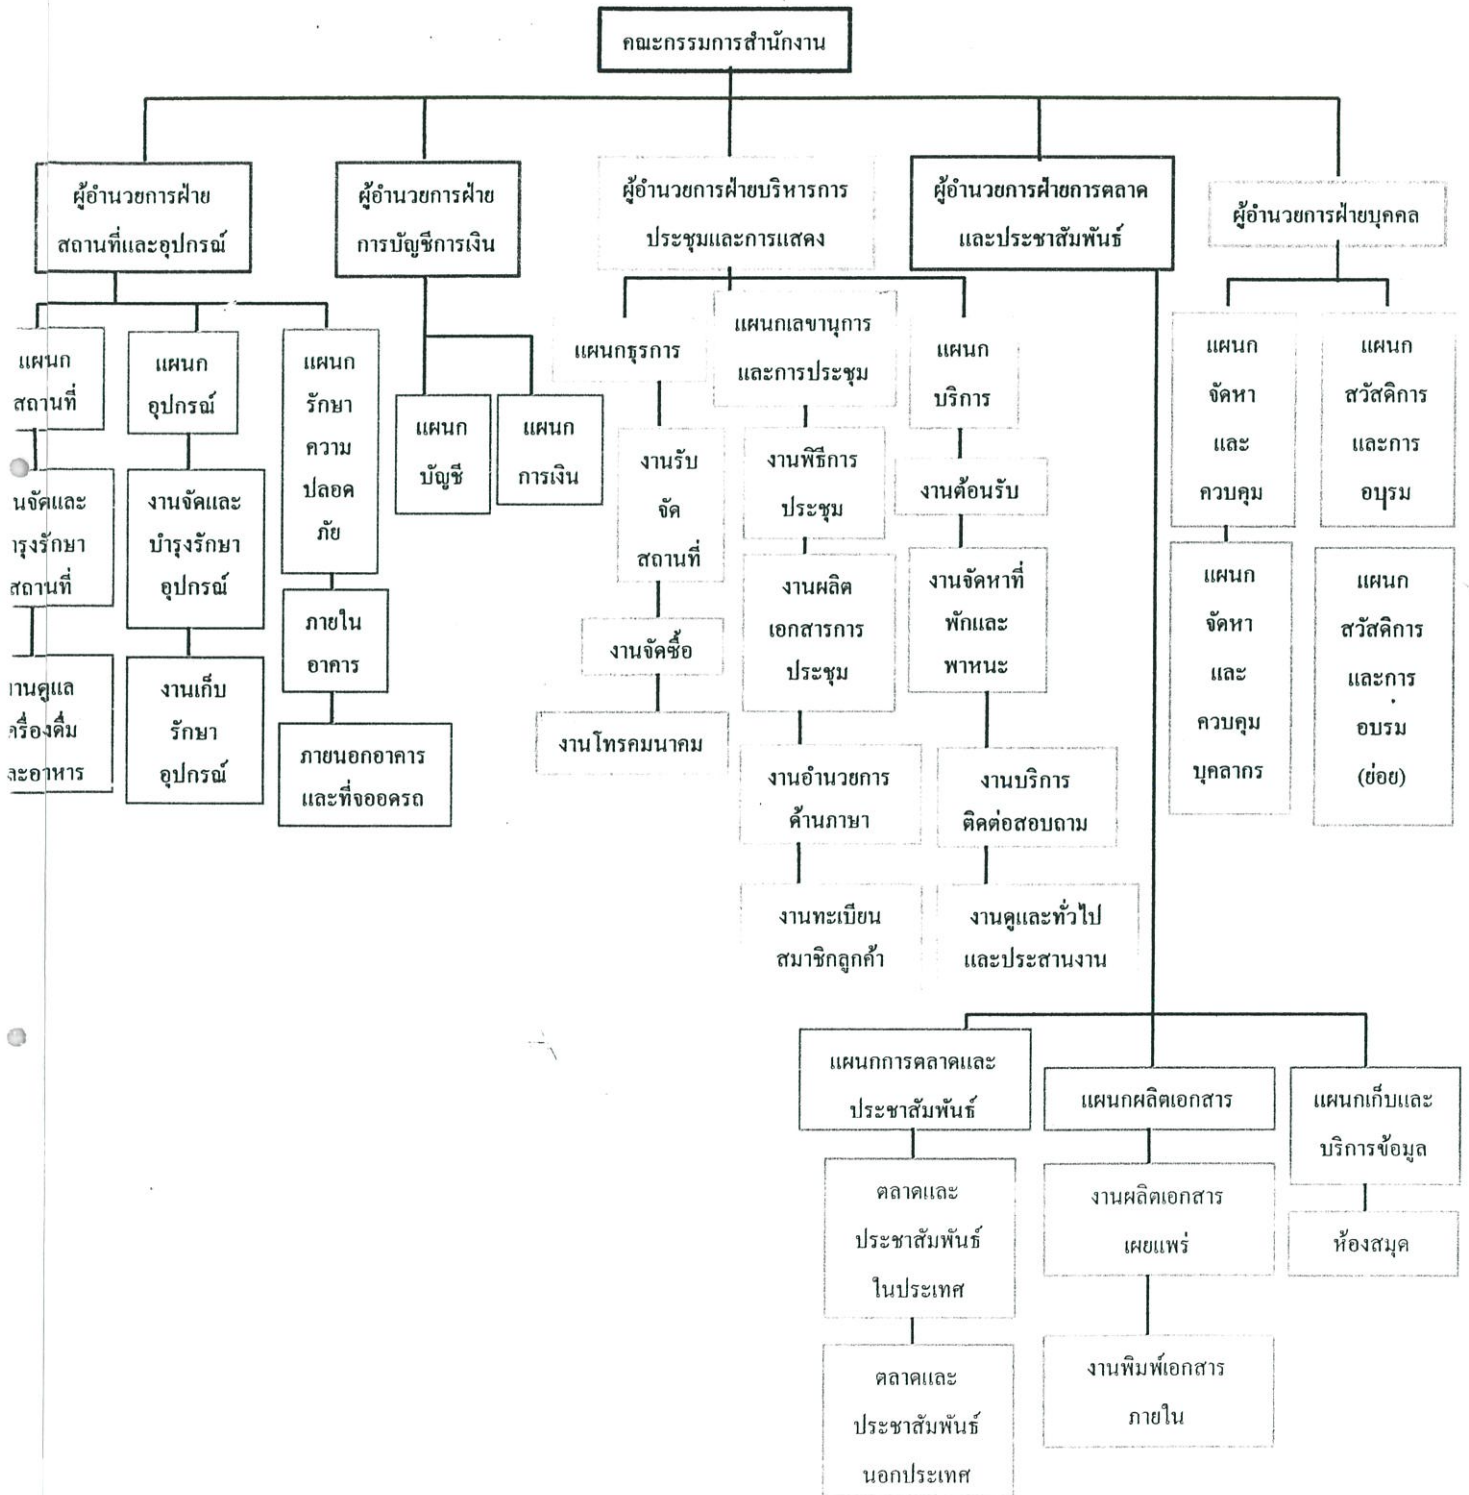 คณะกรรมการสำนักงาน
ผู้อำนวยการฝ่าย
สถานที่และอุปกรณ์
ผู้อำนวยการฝ่าย
การบัญชีการเงิน
ผู้อำนวยการฝ่ายบริหารการ
ประชุมและการแสดง
ผู้อำนวยการฝ่ายการตลาด
และประชาสัมพันธ์
ผู้อำนวยการฝ่ายบุคคล
แผนก
สถานที่
นจัดและ
ำรุงรักษา
สถานที่
านดูแล
ครื่องดื่ม
ละอาหาร
แผนก
อุปกรณ์
งานจัดและ
บำรุงรักษา
อุปกรณ์
งานเก็บ
รักษา
อุปกรณ์
แผนก
รักษา
ความ
ปลอด
ภัย
ภายใน
อาคาร
ภายนอกอาคาร
และที่จออดรถ
แผนก
บัญชี
แผนก
การเงิน
แผนกธุรการ
งานรับ
จัด
สถานที่
งานจัดซื้อ
งานโทรคมนาคม
แผนกเลขานุการ
และการประชุม
งานพิธีการ
ประชุม
งานผลิต
เอกสารการ
ประชุม
งานอำนวยการ
ด้านภาษา
งานทะเบียน
สมาชิกลูกค้า
แผนก
บริการ
งานต้อนรับ
งานจัดหาที่
พักและ
พาหนะ
งานบริการ
ติดต่อสอบถาม
งานดูและทั่วไป
และประสานงาน
แผนก
จัดหา
และ
ควบคุม
แผนก
จัดหา
และ
ควบคุม
บุคลากร
แผนก
สวัสดิการ
และการ
อบุรม
แผนก
สวัสดิการ
และการ
อบรม
(ย่อย)
แผนกการตลาดและ
ประชาสัมพันธ์
ตลาดและ
ประชาสัมพันธ์
ในประเทศ
ตลาดและ
ประชาสัมพันธ์
นอกประเทศ
แผนกผลิตเอกสาร
งานผลิตเอกสาร
เผยแพร่
งานพิมพ์เอกสาร
ภายใน
แผนกเก็บและ
บริการข้อมูล
ห้องสมุด